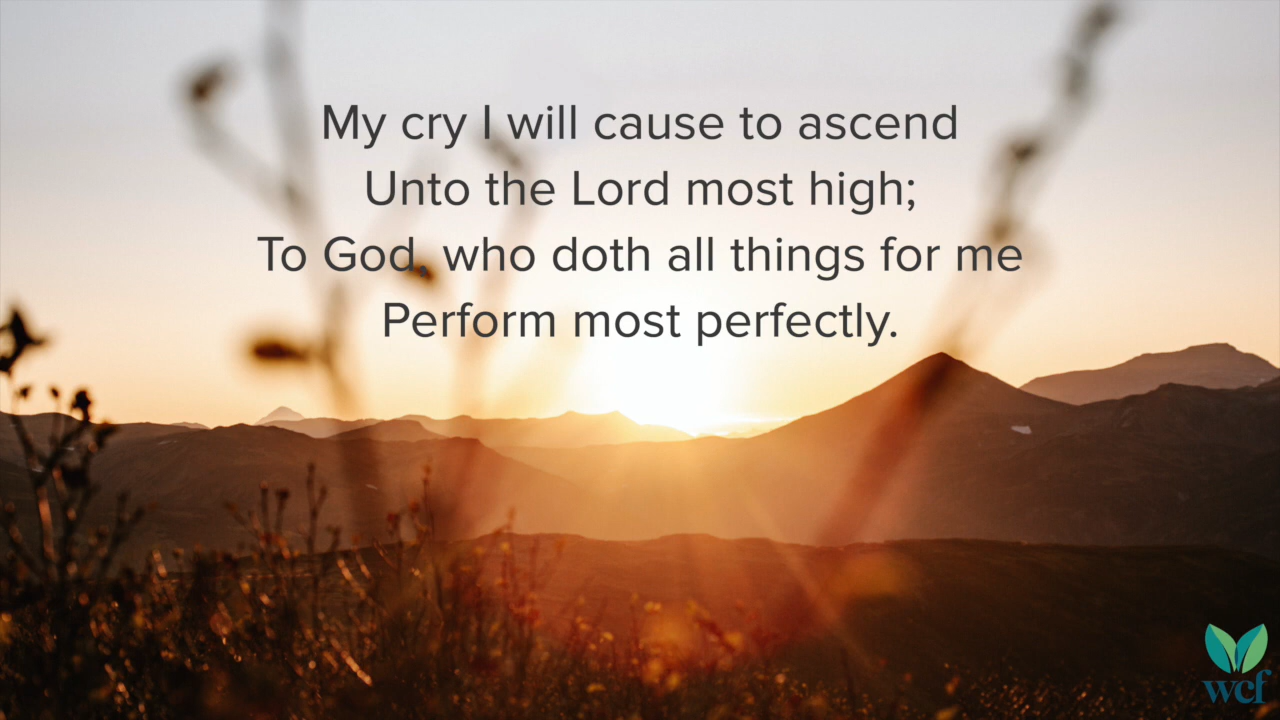 My cry I will cause to ascend
Unto the Lord most high;
To God, who doth all things for me
Perform most perfectly.
wcf